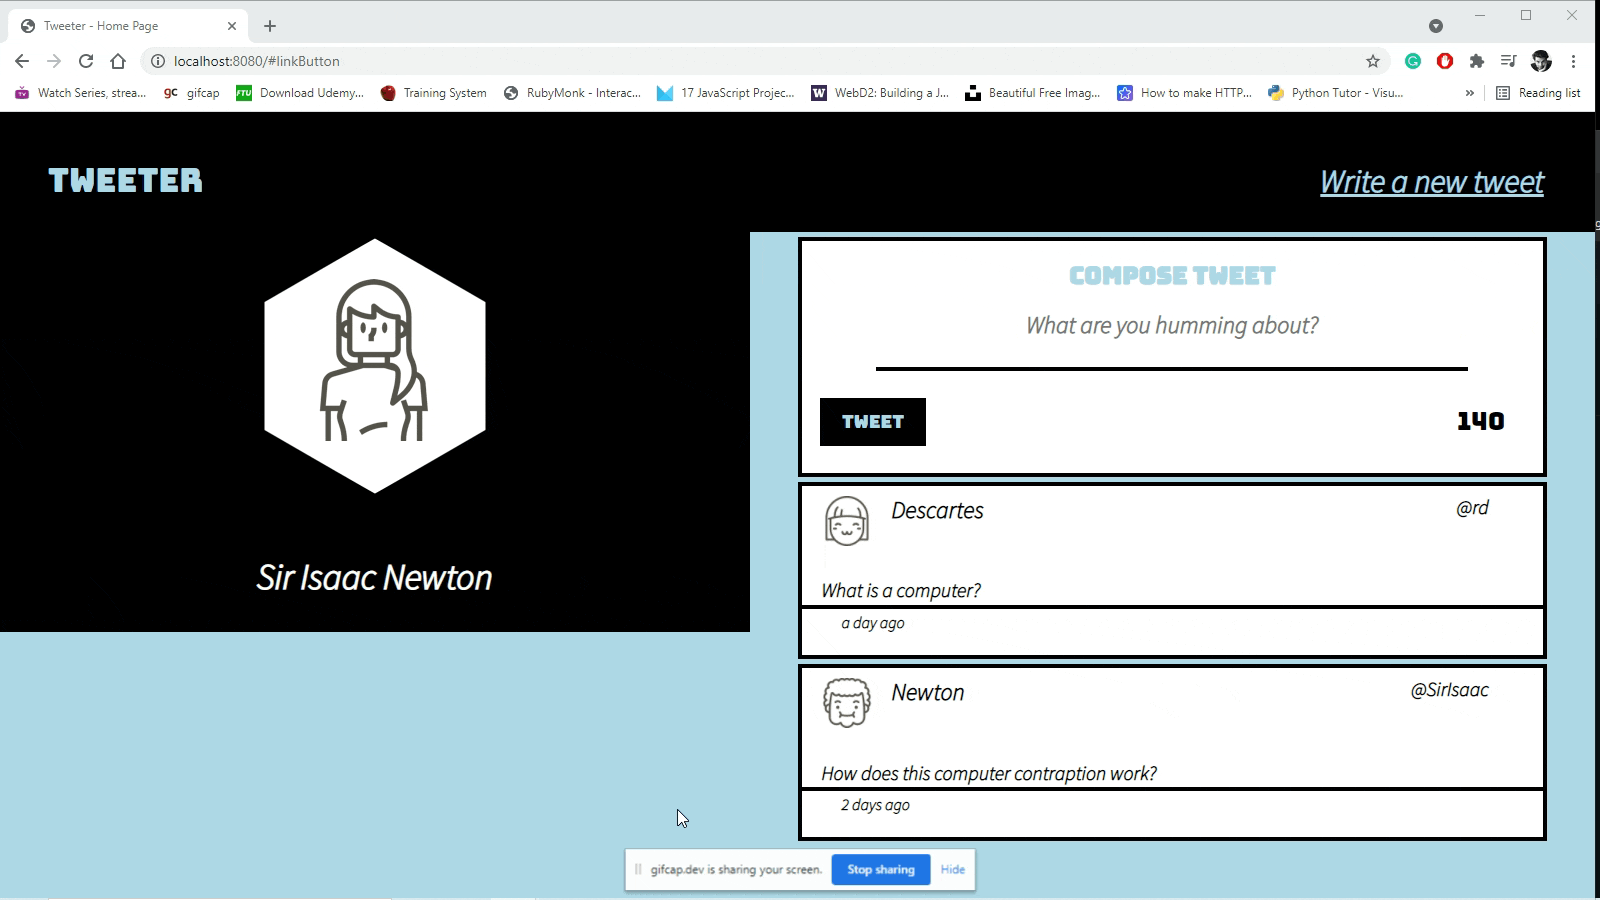 Tweeter - Home Page
localhost:8080/#linkButton
Watch Series, strea... gc gifcap FTU Download Udemy... Training System RubyMonk - Interac... 17 JavaScript Projec... W WebD2: Building a J... Beautiful Free Imag... How to make HTTP... Python Tutor - Visu... » Reading list
TWEETER
Write a new tweet
Sir Isaac Newton
COMPOSE TWEET
What are you humming about?
TWEET 140
Descartes @rd
What is a computer?
a day ago
Newton @SirIsaac
How does this computer contraption work?
2 days ago
gifcap.dev is sharing your screen. Stop sharing Hide